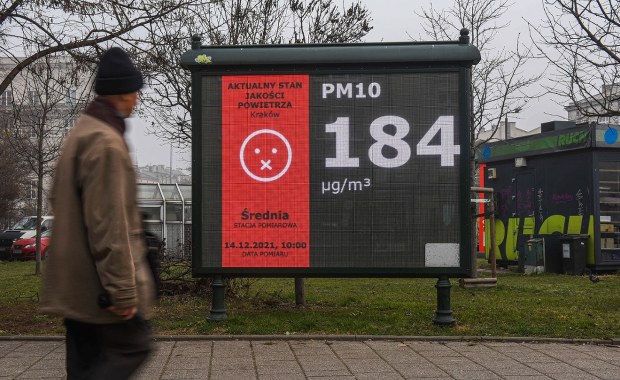 AKTUALNY STAN
JAKOŚCI
POWIETRZA
Kraków
Średnia
STACJA POMIAROWA
14.12.2021, 10:00
DATA POMIARU
PM10
184
µg/m³
RUCH